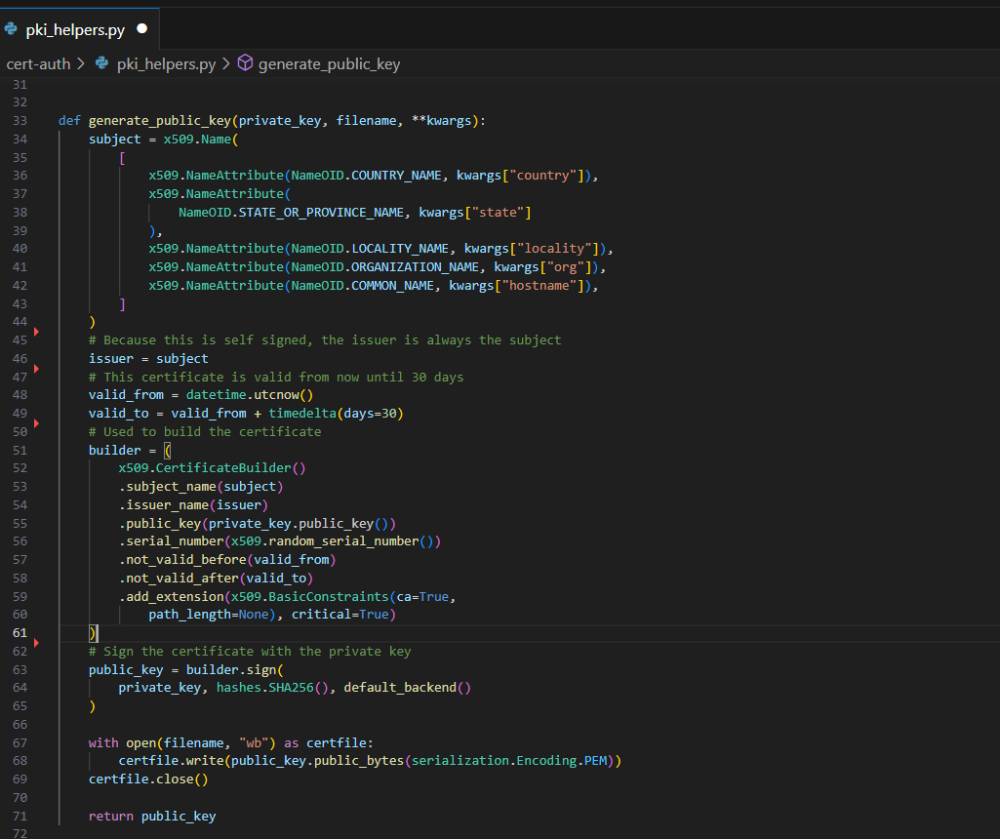 pki_helpers.py
cert-auth > pki_helpers.py > generate_public_key
31
32
33 def generate_public_key(private_key, filename, **kwargs):
34     subject = x509.Name(
35         [
36             x509.NameAttribute(NameOID.COUNTRY_NAME, kwargs["country"]),
37             x509.NameAttribute(
38                 NameOID.STATE_OR_PROVINCE_NAME, kwargs["state"]
39             ),
40             x509.NameAttribute(NameOID.LOCALITY_NAME, kwargs["locality"]),
41             x509.NameAttribute(NameOID.ORGANIZATION_NAME, kwargs["org"]),
42             x509.NameAttribute(NameOID.COMMON_NAME, kwargs["hostname"]),
43         ]
44     )
45     # Because this is self signed, the issuer is always the subject
46     issuer = subject
47     # This certificate is valid from now until 30 days
48     valid_from = datetime.utcnow()
49     valid_to = valid_from + timedelta(days=30)
50     # Used to build the certificate
51     builder = (
52         x509.CertificateBuilder()
53         .subject_name(subject)
54         .issuer_name(issuer)
55         .public_key(private_key.public_key())
56         .serial_number(x509.random_serial_number())
57         .not_valid_before(valid_from)
58         .not_valid_after(valid_to)
59         .add_extension(x509.BasicConstraints(ca=True,
60             path_length=None), critical=True)
61     )
62     # Sign the certificate with the private key
63     public_key = builder.sign(
64         private_key, hashes.SHA256(), default_backend()
65     )
66
67     with open(filename, "wb") as certfile:
68         certfile.write(public_key.public_bytes(serialization.Encoding.PEM))
69     certfile.close()
70
71     return public_key
72